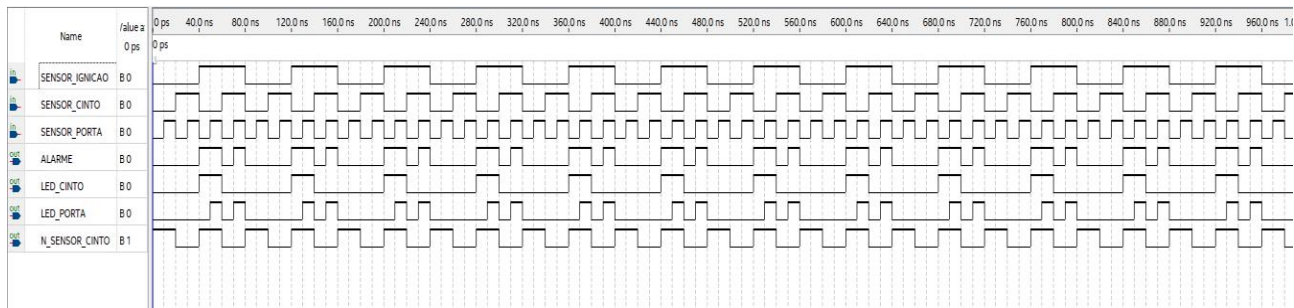 Name
/alue a
0 ps
0 ps 40.0 ns 80.0 ns 120.0 ns 160.0 ns 200.0 ns 240.0 ns 280.0 ns 320.0 ns 360.0 ns 400.0 ns 440.0 ns 480.0 ns 520.0 ns 560.0 ns 600.0 ns 640.0 ns 680.0 ns 720.0 ns 760.0 ns 800.0 ns 840.0 ns 880.0 ns 920.0 ns 960.0 ns 1.0
0 ps
in SENSOR_IGNICAO B 0
in SENSOR_CINTO B 0
in SENSOR_PORTA B 0
out ALARME B 0
out LED_CINTO B 0
out LED_PORTA B 0
out N_SENSOR_CINTO B 1